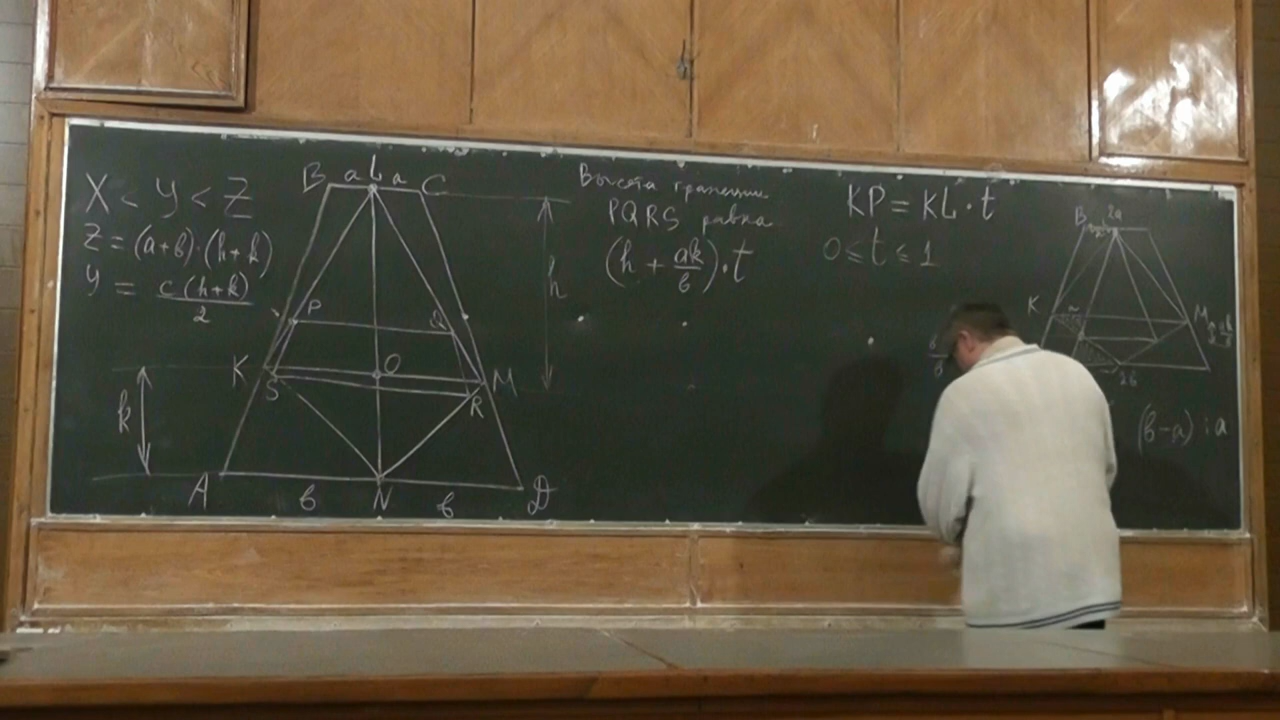 X < Y < Z
Z = (a+b)·(h+k)
Y = c(h+k)/2
B a L a C
P Q
K S O M R
k
h
A b N b D
Высота трапеции
PQRS равна
(h + ak/b)·t
KP = KL·t
0 ≤ t ≤ 1
B 2a
K M
2b
(b-a) : a